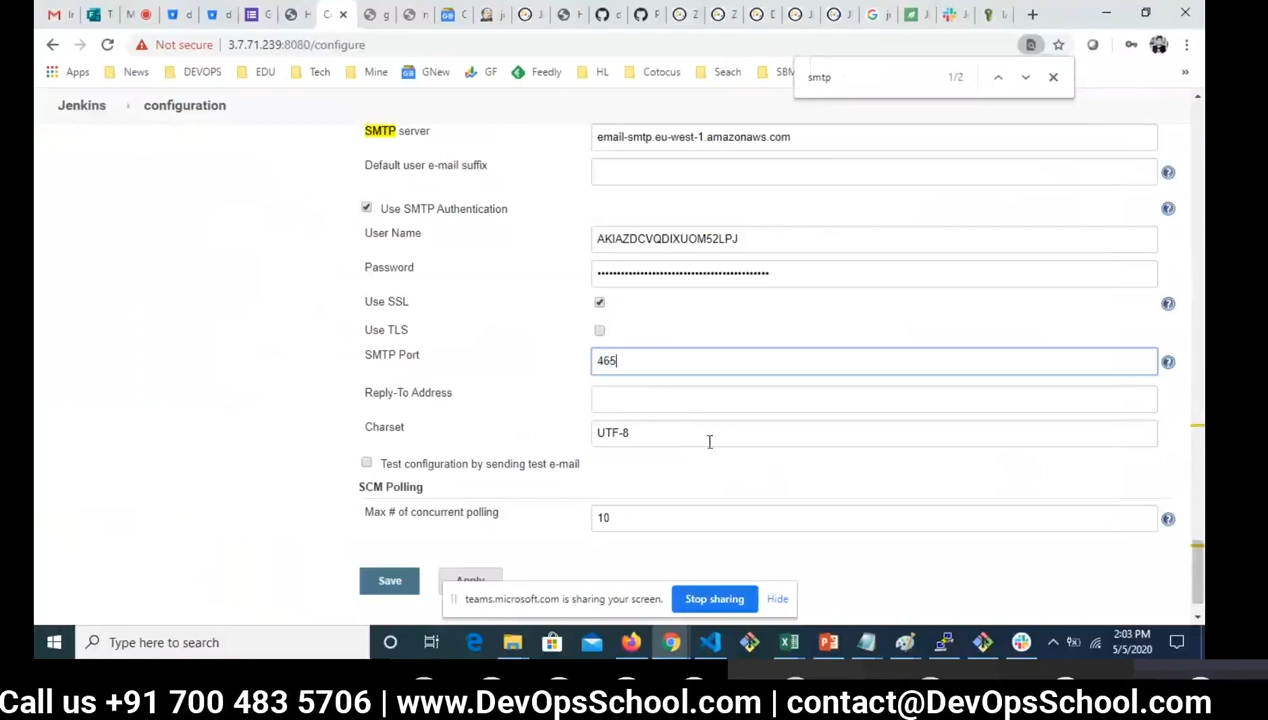 Not secure | 3.7.71.239:8080/configure
Apps News DEVOPS EDU Tech Mine GNew GF Feedly HL Cotocus Seach SBM »
smtp 1/2
Jenkins › configuration
SMTP server email-smtp.eu-west-1.amazonaws.com
Default user e-mail suffix
Use SMTP Authentication
User Name AKIAZDCVQDIXUOM52LPJ
Password ••••••••••••••••••••••••••••••••••••••••••••
Use SSL
Use TLS
SMTP Port 465
Reply-To Address
Charset UTF-8
Test configuration by sending test e-mail
SCM Polling
Max # of concurrent polling 10
Save Apply
teams.microsoft.com is sharing your screen. Stop sharing Hide
Type here to search
2:03 PM
5/5/2020
Call us +91 700 483 5706 | www.DevOpsSchool.com | contact@DevOpsSchool.com